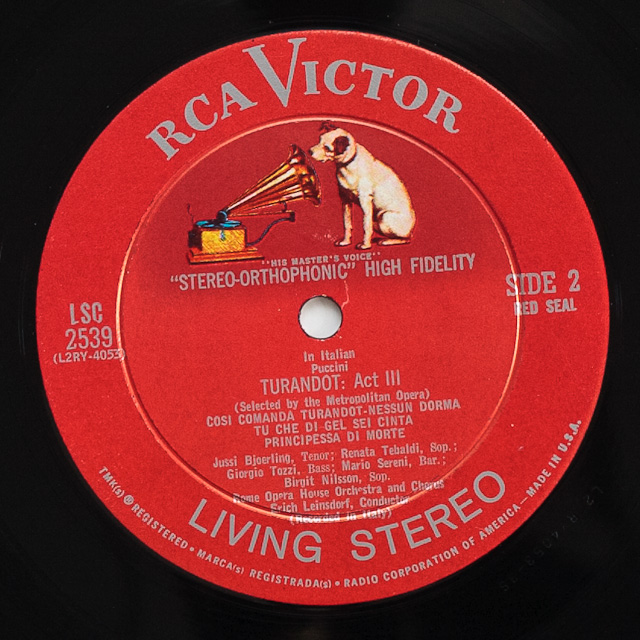 RCA VICTOR
"HIS MASTER'S VOICE"
"STEREO-ORTHOPHONIC" HIGH FIDELITY
SIDE 2
RED SEAL
LSC
2539
(L2RY-4053)
In Italian
Puccini
TURANDOT: Act III
(Selected by the Metropolitan Opera)
COSI COMANDA TURANDOT-NESSUN DORMA
TU CHE DI GEL SEI CINTA
PRINCIPESSA DI MORTE
Jussi Bjoerling, Tenor; Renata Tebaldi, Sop.;
Giorgio Tozzi, Bass; Mario Sereni, Bar.;
Birgit Nilsson, Sop.
Rome Opera House Orchestra and Chorus
Erich Leinsdorf, Conductor
(Recorded in Italy)
LIVING STEREO
TMK(s) ® REGISTERED • MARCA(s) REGISTRADA(s) • RADIO CORPORATION OF AMERICA—MADE IN U.S.A.